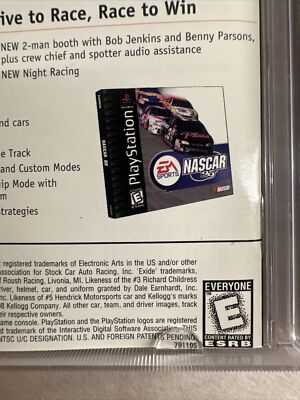 ive to Race, Race to Win
NEW 2-man booth with Bob Jenkins and Benny Parsons,
plus crew chief and spotter audio assistance
NEW Night Racing
nd cars
e Track
and Custom Modes
ip Mode with
m
Strategies
NASCAR 99
PlayStation
EA
SPORTS
NASCAR
99
E
NASCAR
registered trademarks of Electronic Arts in the US and/or other
ssociation for Stock Car Auto Racing, Inc. 'Exide' trademarks,
f Roush Racing, Livonia, MI. Likeness of the #3 Richard Childress
river, helmet, car, and uniform granted by Dale Earnhardt, Inc.
Inc. Likeness of #5 Hendrick Motorsports car and Kellogg's marks
98 Kellogg Company. All other car, team, and driver images, track
eir respective owners.
ame console. PlayStation and the PlayStation logos are registered
d trademark of the Interactive Digital Software Association. THIS
NTSC U/C DESIGNATION. U.S. AND FOREIGN PATENTS PENDING
791105
EVERYONE
E
CONTENT RATED BY
ESRB